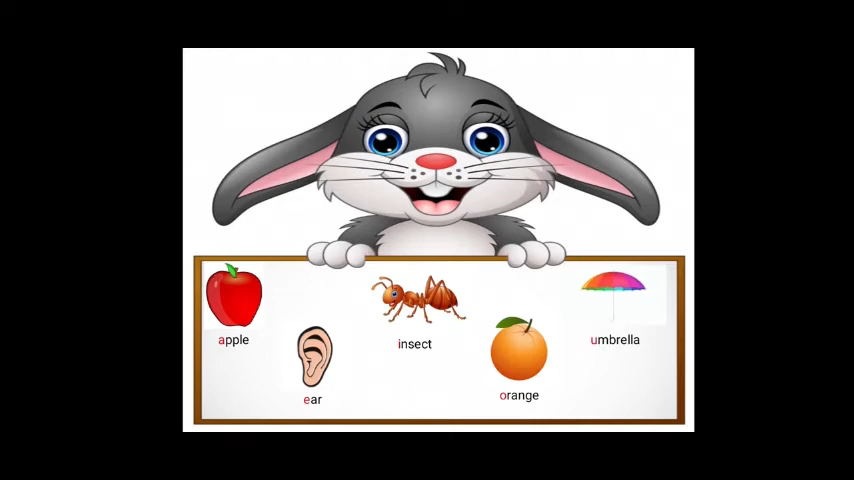 apple
ear
insect
orange
umbrella